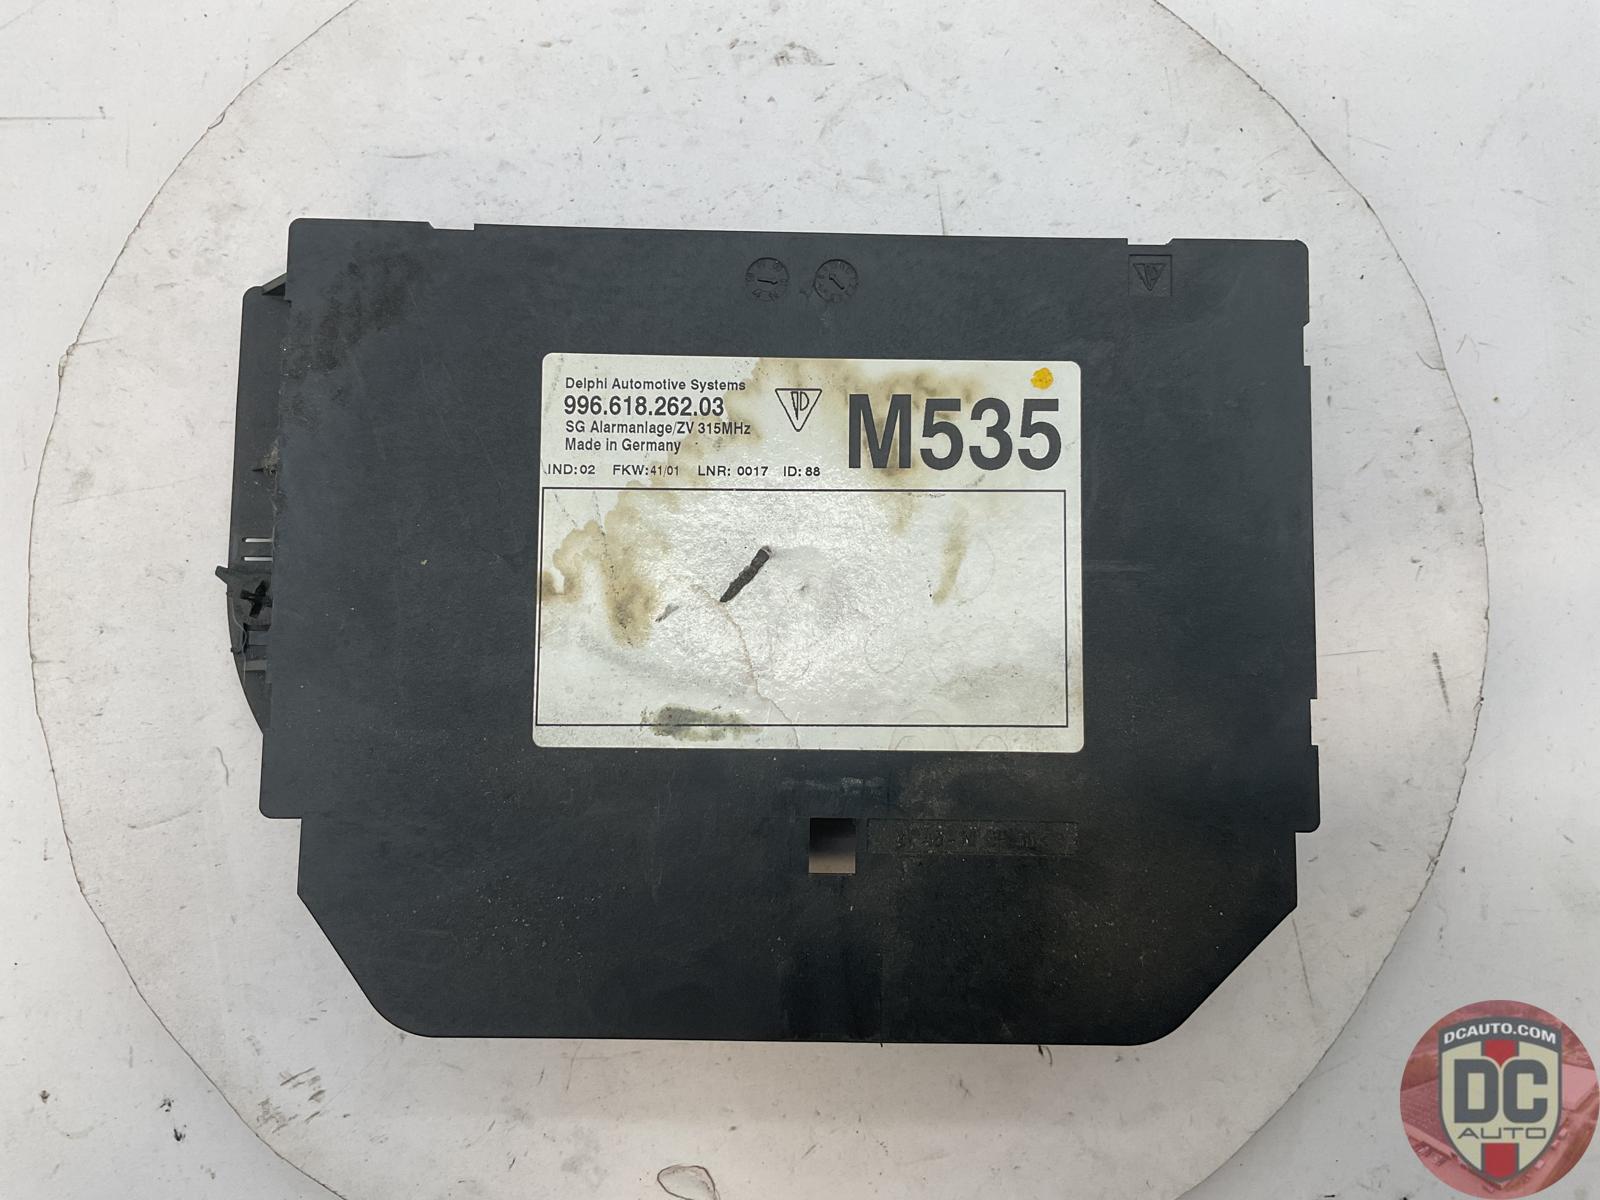 Delphi Automotive Systems
996.618.262.03
SG Alarmanlage/ZV 315MHz
Made in Germany
M535
IND:02 FKW:41/01 LNR: 0017 ID:88
DCAUTO.COM
DC
AUTO